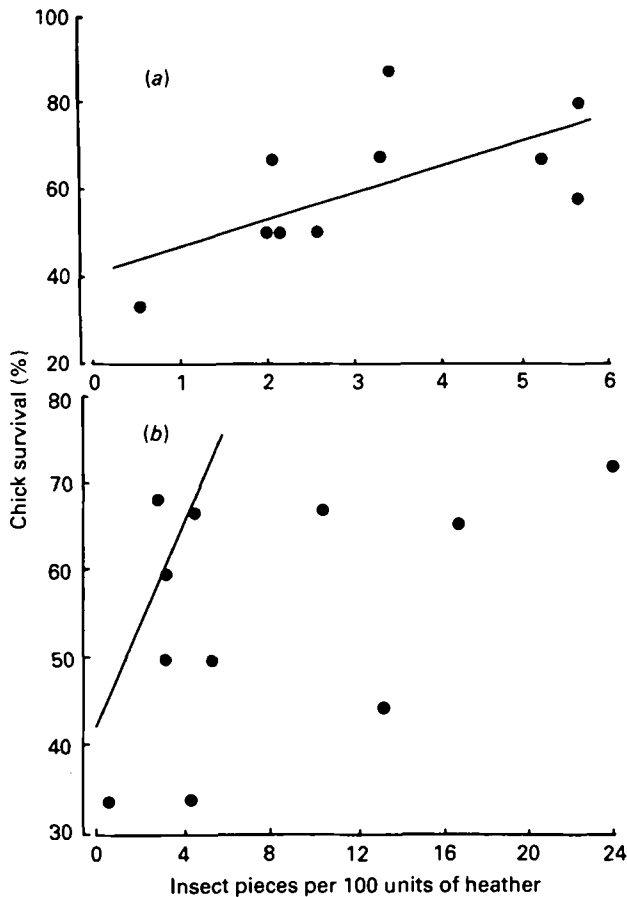 100
(a)
80
60
40
20
0 1 2 3 4 5 6
Chick survival (%)
80
(b)
70
60
50
40
30
0 4 8 12 16 20 24
Insect pieces per 100 units of heather